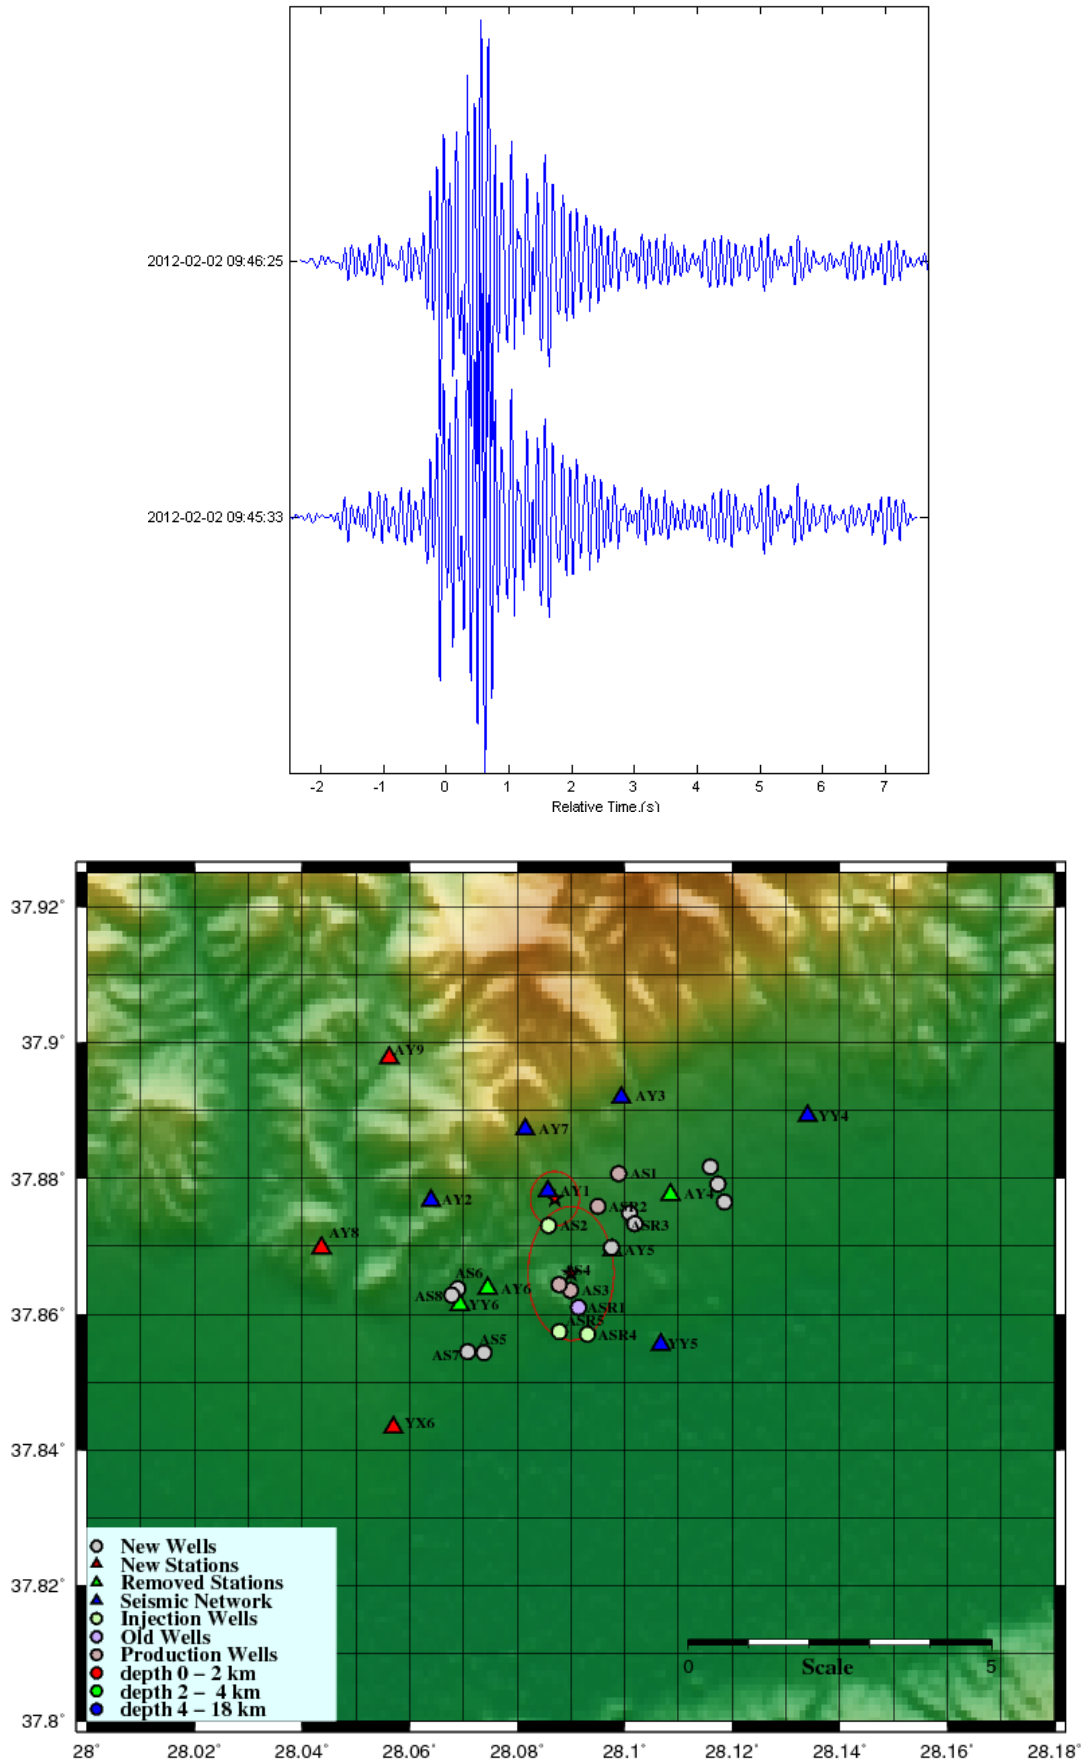 2012-02-02 09:46:25
2012-02-02 09:45:33
-2 -1 0 1 2 3 4 5 6 7
Relative Time (s)
37.92°
37.9°
AY9
AY3
AY7
YY4
37.88°
AS1
AY2
AY1
AY4
ASR2
AS2
ASR3
AY8
AY5
AS4
AS6
AY6
AS3
AS8
YY6
37.86°
ASR1
ASR5
ASR4
YY5
AS5
AS7
37.84°
YX6
New Wells
New Stations
Removed Stations
37.82°
Seismic Network
Injection Wells
Old Wells
Production Wells
0 Scale 5
depth 0 – 2 km
depth 2 – 4 km
depth 4 – 18 km
37.8°
28° 28.02° 28.04° 28.06° 28.08° 28.1° 28.12° 28.14° 28.16° 28.18°